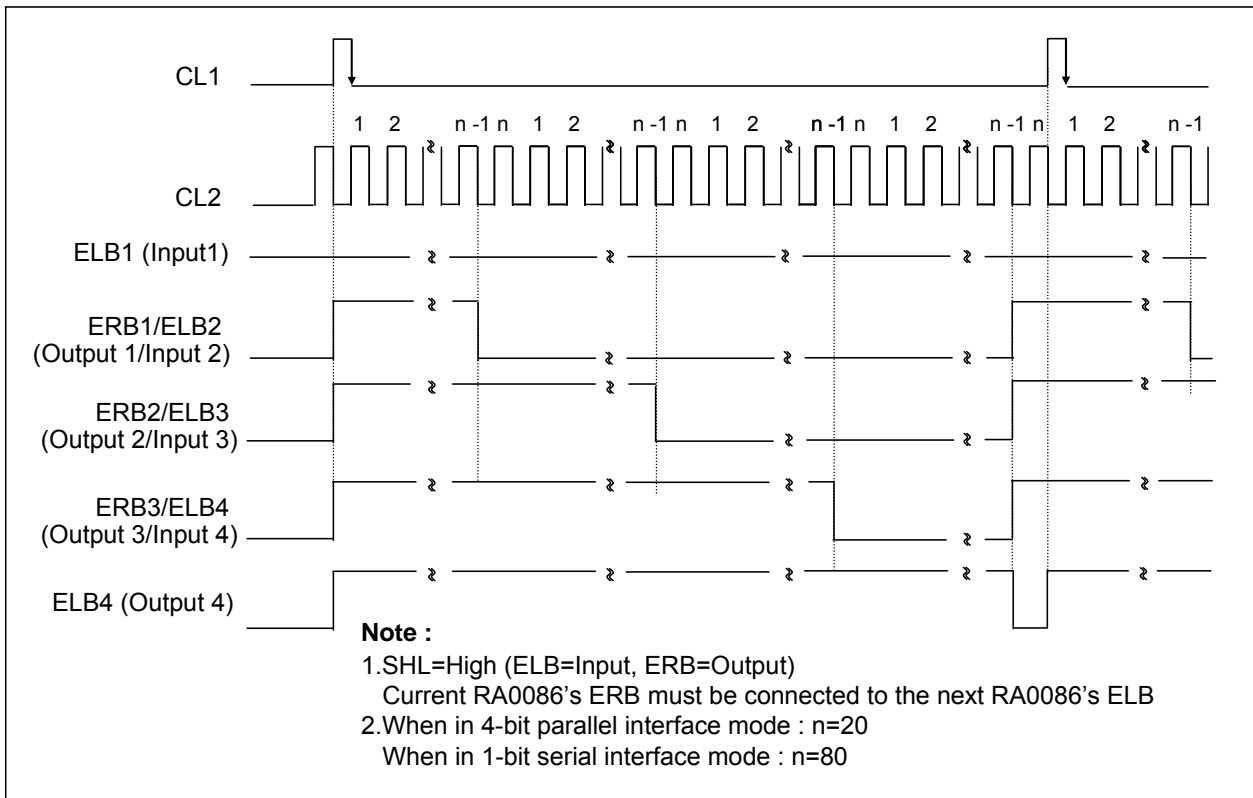 CL1
1 2 n -1 n 1 2 n -1 n 1 2 n -1 n 1 2 n -1 n 1 2 n -1
CL2
ELB1 (Input1)
ERB1/ELB2
(Output 1/Input 2)
ERB2/ELB3
(Output 2/Input 3)
ERB3/ELB4
(Output 3/Input 4)
ELB4 (Output 4)
Note :
1.SHL=High (ELB=Input, ERB=Output)
Current RA0086's ERB must be connected to the next RA0086's ELB
2.When in 4-bit parallel interface mode : n=20
When in 1-bit serial interface mode : n=80